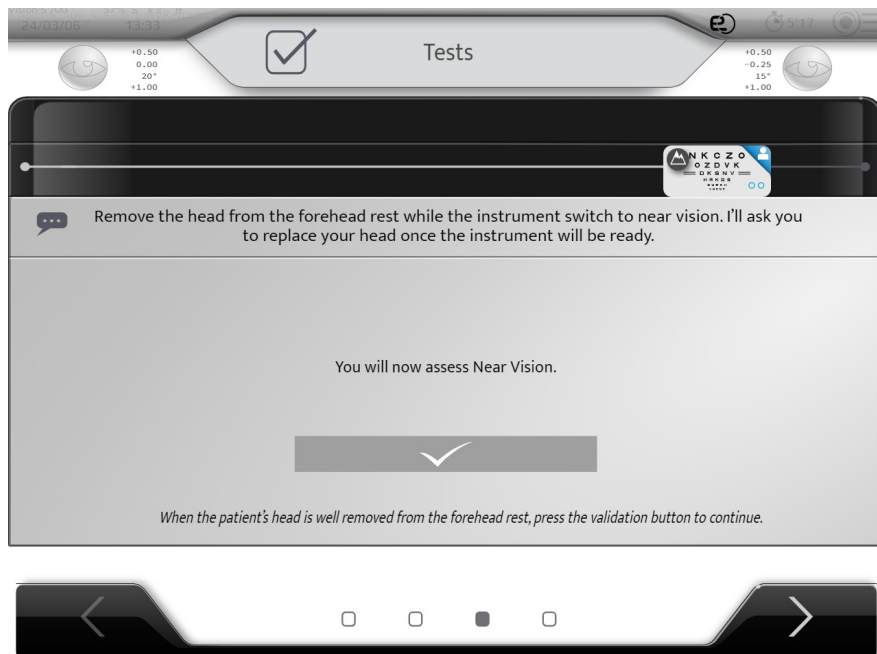 24/03/06 13:33
Tests
5'17
+0.50
0.00
20°
+1.00
+0.50
-0.25
15°
+1.00
N K C Z O
O Z D V K
D K S N V
Remove the head from the forehead rest while the instrument switch to near vision. I'll ask you
to replace your head once the instrument will be ready.
You will now assess Near Vision.
When the patient's head is well removed from the forehead rest, press the validation button to continue.